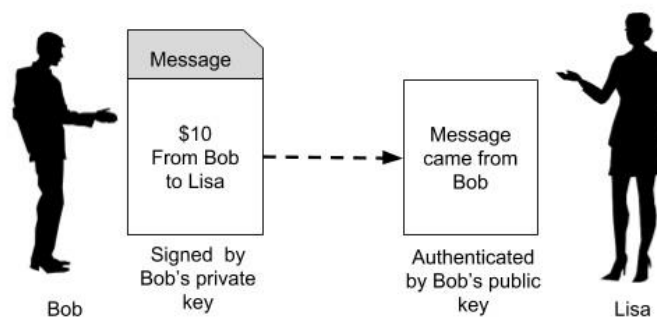 Message
$10
From Bob
to Lisa
Signed by
Bob's private
key
Message
came from
Bob
Authenticated
by Bob's public
key
Bob
Lisa